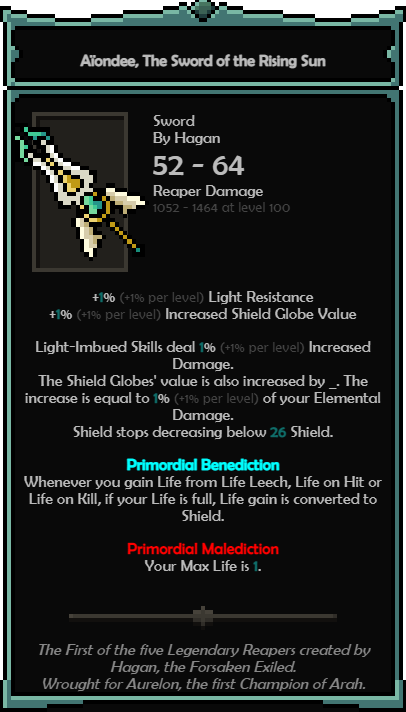 Aïondee, The Sword of the Rising Sun
Sword
By Hagan
52 - 64
Reaper Damage
1052 - 1464 at level 100
+1% (+1% per level) Light Resistance
+1% (+1% per level) Increased Shield Globe Value
Light-Imbued Skills deal 1% (+1% per level) Increased
Damage.
The Shield Globes' value is also increased by _. The
increase is equal to 1% (+1% per level) of your Elemental
Damage.
Shield stops decreasing below 26 Shield.
Primordial Benediction
Whenever you gain Life from Life Leech, Life on Hit or
Life on Kill, if your Life is full, Life gain is converted to
Shield.
Primordial Malediction
Your Max Life is 1.
The First of the five Legendary Reapers created by
Hagan, the Forsaken Exiled.
Wrought for Aurelon, the first Champion of Arah.